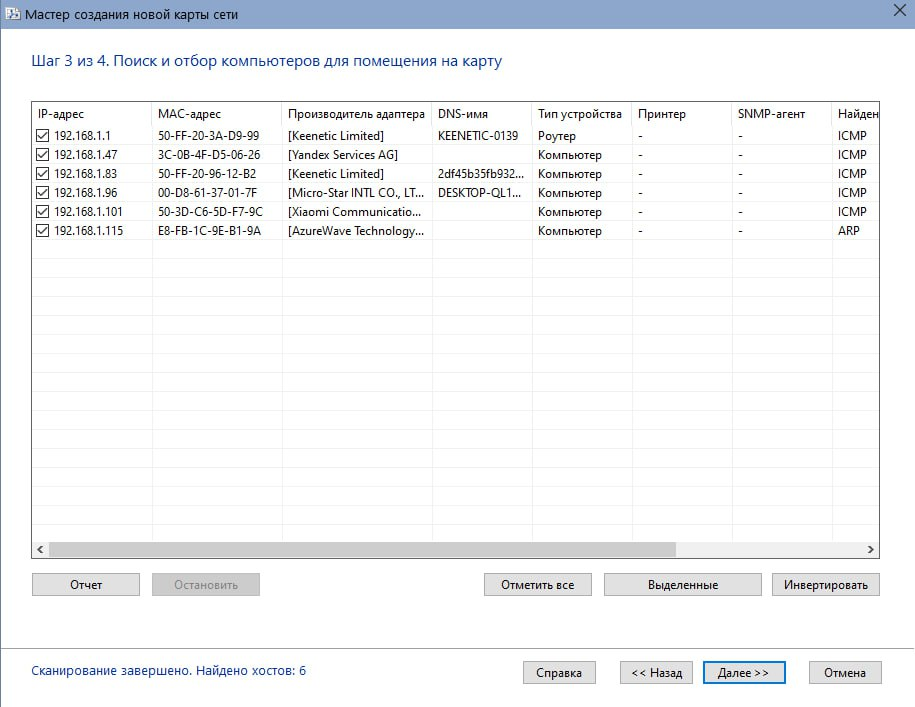 Мастер создания новой карты сети
Шаг 3 из 4. Поиск и отбор компьютеров для помещения на карту
IP-адрес MAC-адрес Производитель адаптера DNS-имя Тип устройства Принтер SNMP-агент Найден
192.168.1.1 50-FF-20-3A-D9-99 [Keenetic Limited] KEENETIC-0139 Роутер - - ICMP
192.168.1.47 3C-0B-4F-D5-06-26 [Yandex Services AG] Компьютер - - ICMP
192.168.1.83 50-FF-20-96-12-B2 [Keenetic Limited] 2df45b35fb932... Компьютер - - ICMP
192.168.1.96 00-D8-61-37-01-7F [Micro-Star INTL CO., LT... DESKTOP-QL1... Компьютер - - ICMP
192.168.1.101 50-3D-C6-5D-F7-9C [Xiaomi Communicatio... Компьютер - - ICMP
192.168.1.115 E8-FB-1C-9E-B1-9A [AzureWave Technology... Компьютер - - ARP
Отчет Остановить Отметить все Выделенные Инвертировать
Сканирование завершено. Найдено хостов: 6 Справка << Назад Далее >> Отмена